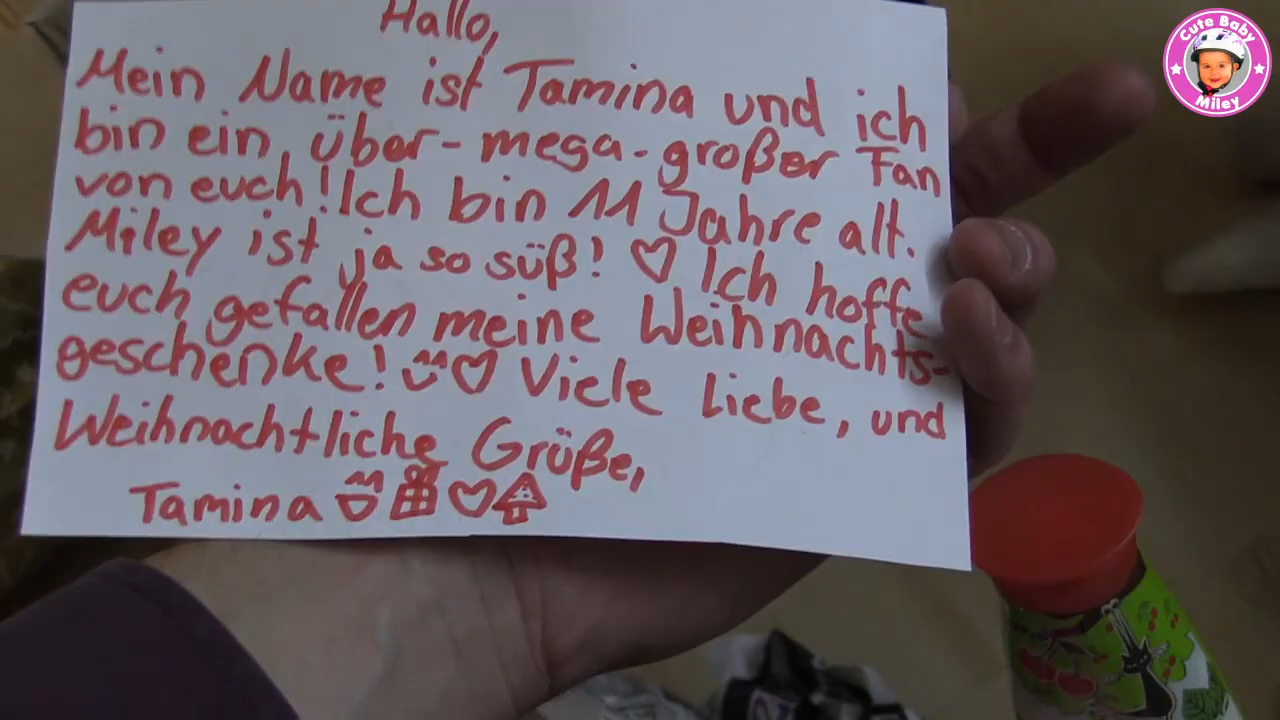 Hallo,
Mein Name ist Tamina und ich
bin ein über-mega-großer Fan
von euch! Ich bin 11 Jahre alt.
Miley ist ja so süß! ♡ Ich hoffe
euch gefallen meine Weihnachts-
geschenke! ♡ Viele Liebe, und
Weihnachtliche Grüße,
Tamina ♡
Cute Baby
Miley